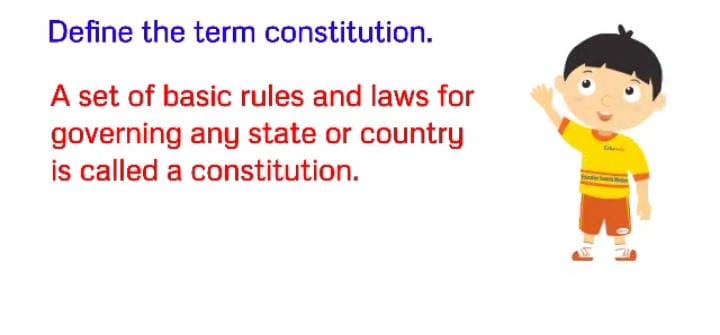 Define the term constitution.
A set of basic rules and laws for
governing any state or country
is called a constitution.